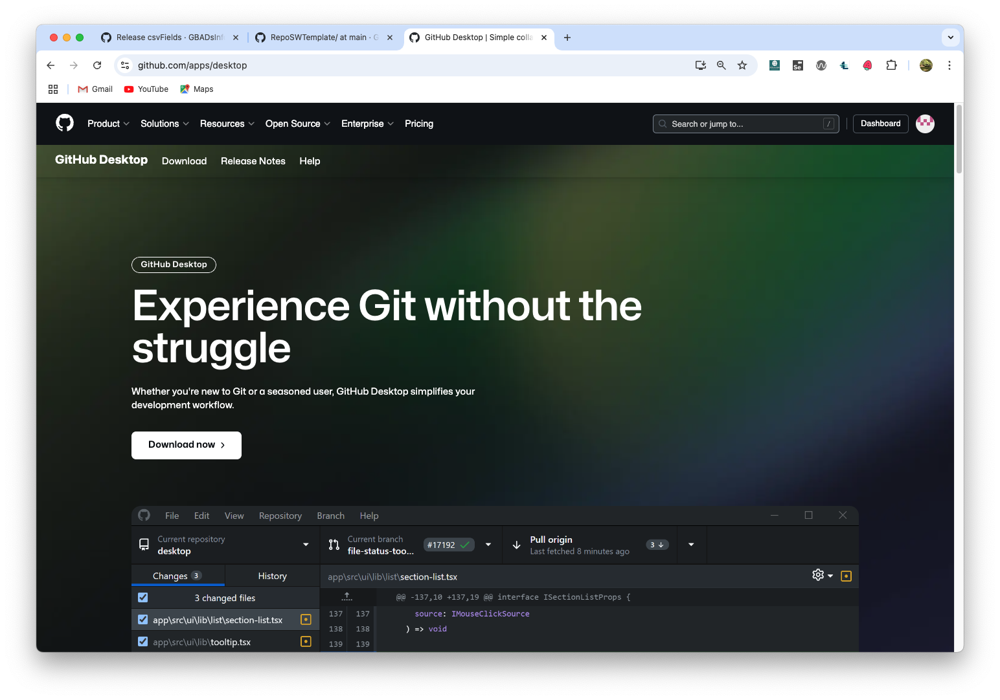 Release csvFields · GBADsInf
RepoSWTemplate/ at main · G
GitHub Desktop | Simple colla
github.com/apps/desktop
Se
Gmail
YouTube
Maps
Product
Solutions
Resources
Open Source
Enterprise
Pricing
Search or jump to...
/
Dashboard
GitHub Desktop
Download
Release Notes
Help
GitHub Desktop
Experience Git without the
struggle
Whether you're new to Git or a seasoned user, GitHub Desktop simplifies your
development workflow.
Download now
File
Edit
View
Repository
Branch
Help
Current repository
desktop
Current branch
file-status-too...
#17192
Pull origin
Last fetched 8 minutes ago
3
Changes 3
History
app\src\ui\lib\list\section-list.tsx
3 changed files
@@ -137,10 +137,19 @@ interface ISectionListProps {
app\src\ui\lib\list\section-list.tsx
137 137 source: IMouseClickSource
138 138 ) => void
app\src\ui\lib\tooltip.tsx
139 139